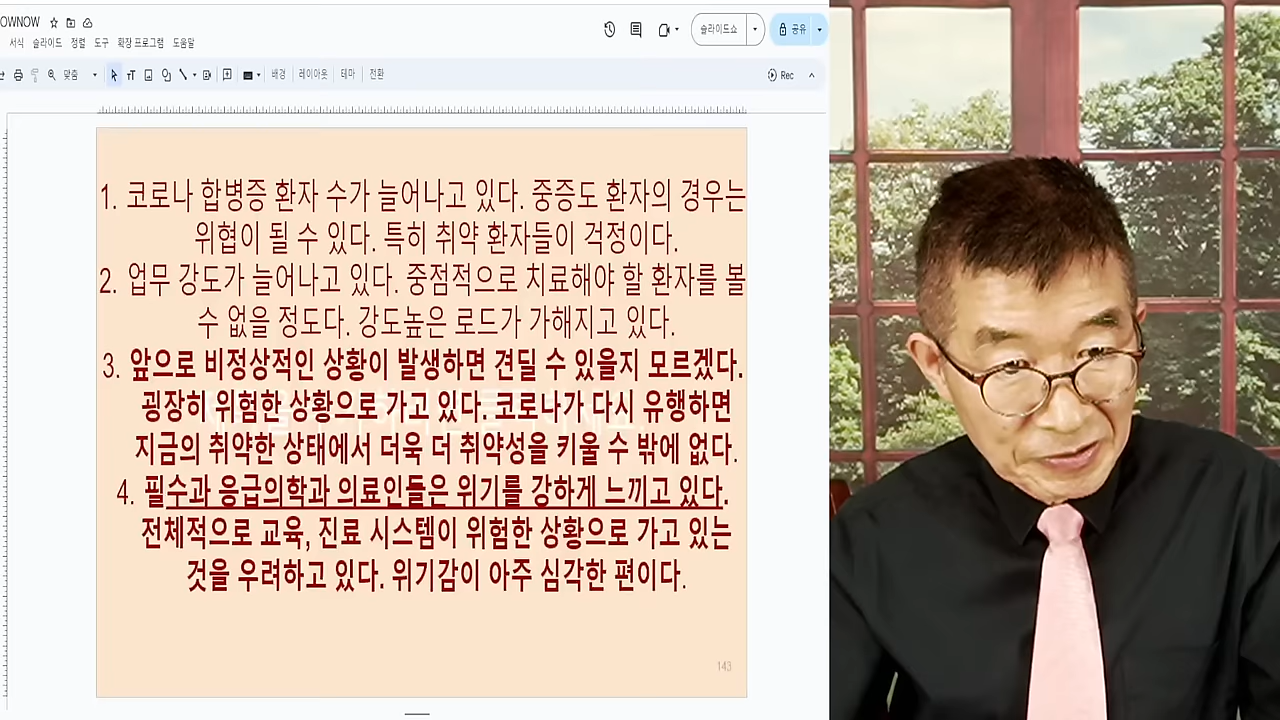 OWNOW
서식 슬라이드 정렬 도구 확장 프로그램 도움말
슬라이드쇼
공유
맞춤
배경 레이아웃 테마 전환
Rec
1. 코로나 합병증 환자 수가 늘어나고 있다. 중증도 환자의 경우는
위협이 될 수 있다. 특히 취약 환자들이 걱정이다.
2. 업무 강도가 늘어나고 있다. 중점적으로 치료해야 할 환자를 볼
수 없을 정도다. 강도높은 로드가 가해지고 있다.
3. 앞으로 비정상적인 상황이 발생하면 견딜 수 있을지 모르겠다.
굉장히 위험한 상황으로 가고 있다. 코로나가 다시 유행하면
지금의 취약한 상태에서 더욱 더 취약성을 키울 수 밖에 없다.
4. 필수과 응급의학과 의료인들은 위기를 강하게 느끼고 있다.
전체적으로 교육, 진료 시스템이 위험한 상황으로 가고 있는
것을 우려하고 있다. 위기감이 아주 심각한 편이다.
143